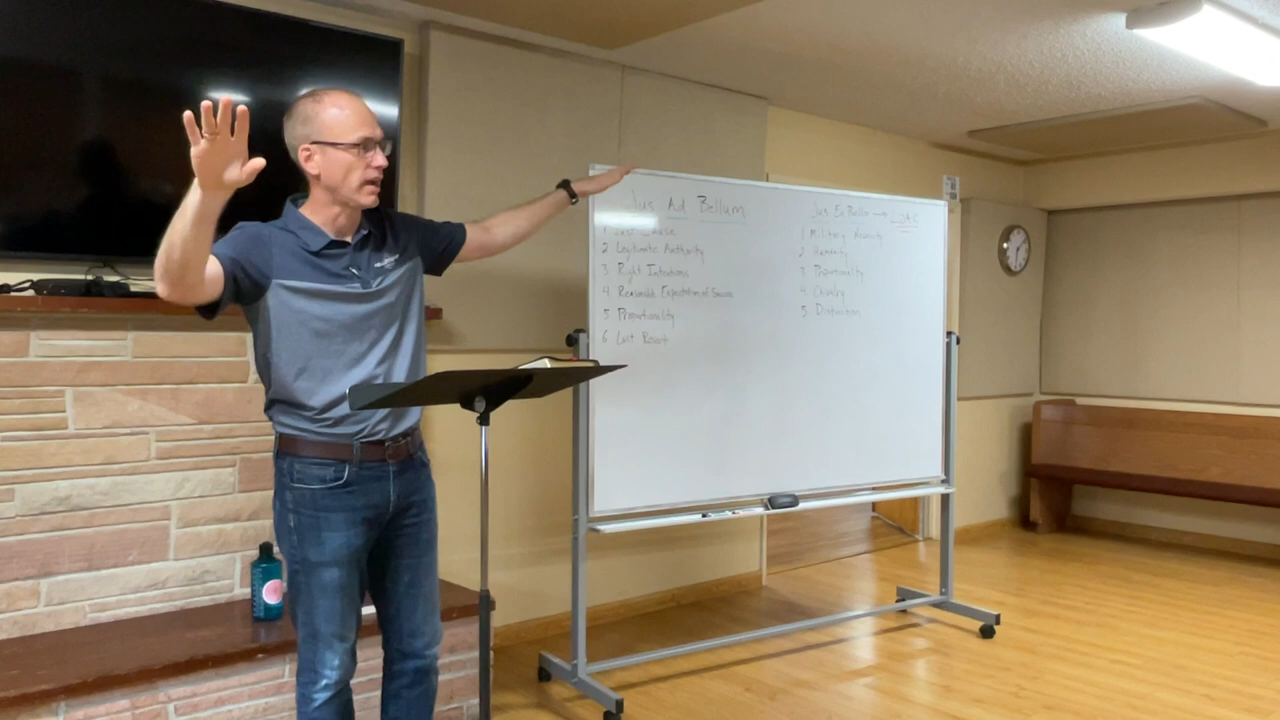 Jus Ad Bellum
1 Just Cause
2 Legitimate Authority
3 Right Intentions
4 Reasonable Expectation of Success
5 Proportionality
6 Last Resort
Jus Ex Bello →
1 Military Necessity
2 Humanity
3 Proportionality
4 Chivalry
5 Distinction